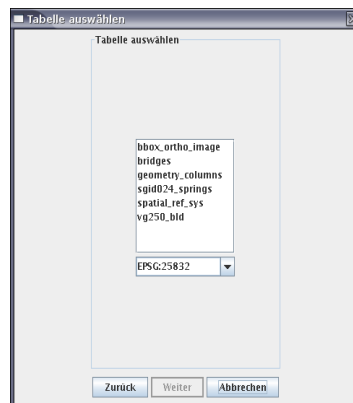 Tabelle auswählen
Tabelle auswählen
bbox_ortho_image
bridges
geometry_columns
sgid024_springs
spatial_ref_sys
vg250_bld
EPSG:25832
Zurück Weiter Abbrechen